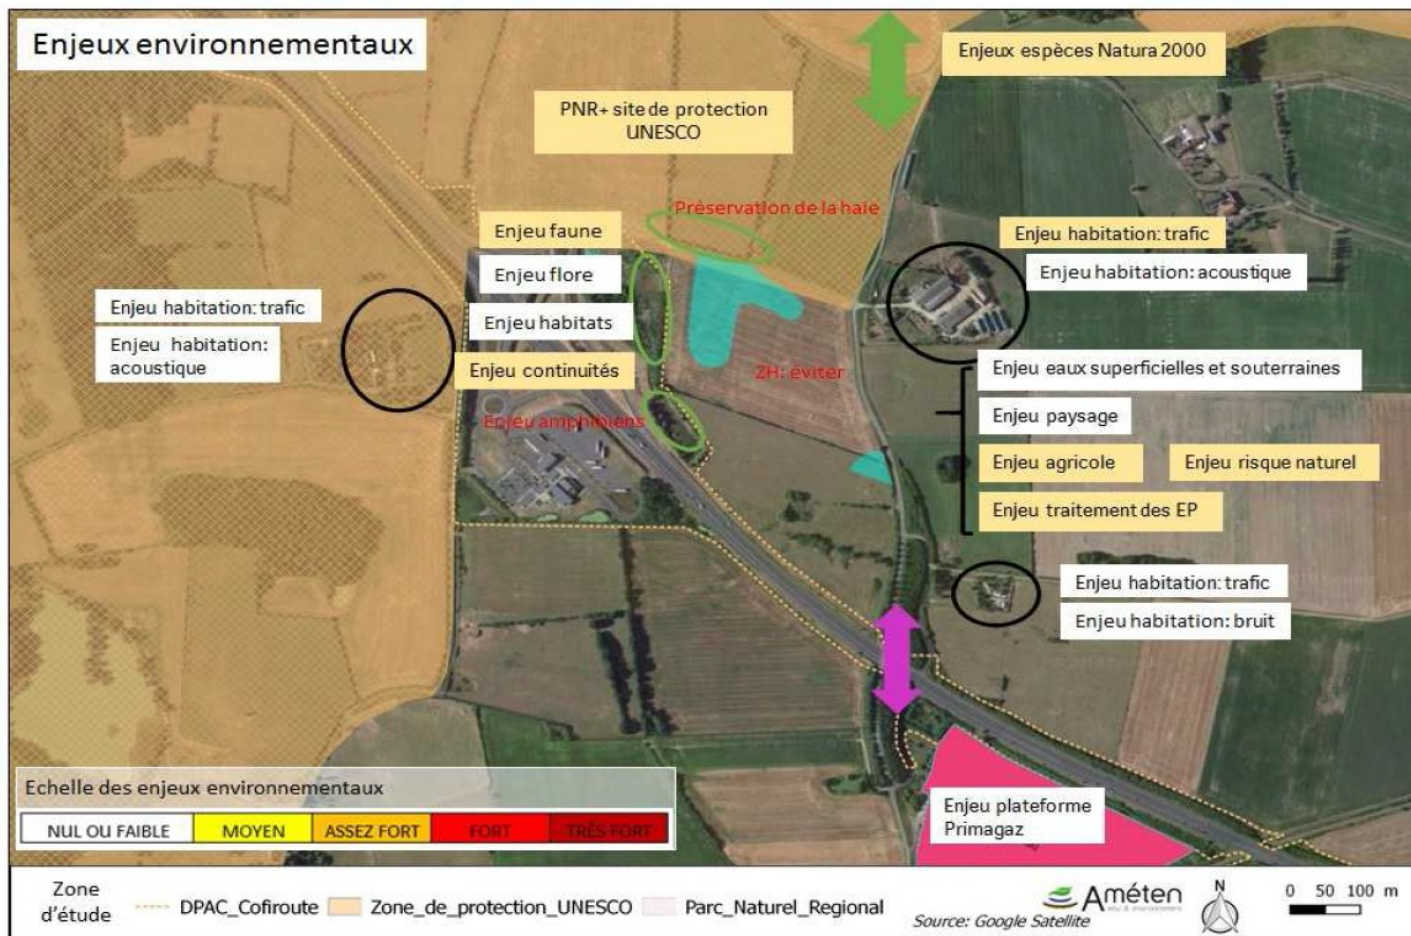 Enjeux environnementaux
Enjeux espèces Natura 2000
PNR+ site de protection
UNESCO
Préservation de la haie
Enjeu faune
Enjeu flore
Enjeu habitats
Enjeu continuités
Enjeu habitation: trafic
Enjeu habitation:
acoustique
Enjeu habitation: trafic
Enjeu habitation: acoustique
ZH: éviter
Enjeu amphibiens
Enjeu eaux superficielles et souterraines
Enjeu paysage
Enjeu agricole
Enjeu risque naturel
Enjeu traitement des EP
Enjeu habitation: trafic
Enjeu habitation: bruit
Enjeu plateforme
Primagaz
Echelle des enjeux environnementaux
NUL OU FAIBLE MOYEN ASSEZ FORT FORT TRÈS FORT
Zone
d'étude
DPAC_Cofiroute Zone_de_protection_UNESCO Parc_Naturel_Regional
Source: Google Satellite
Améten
N
0 50 100 m